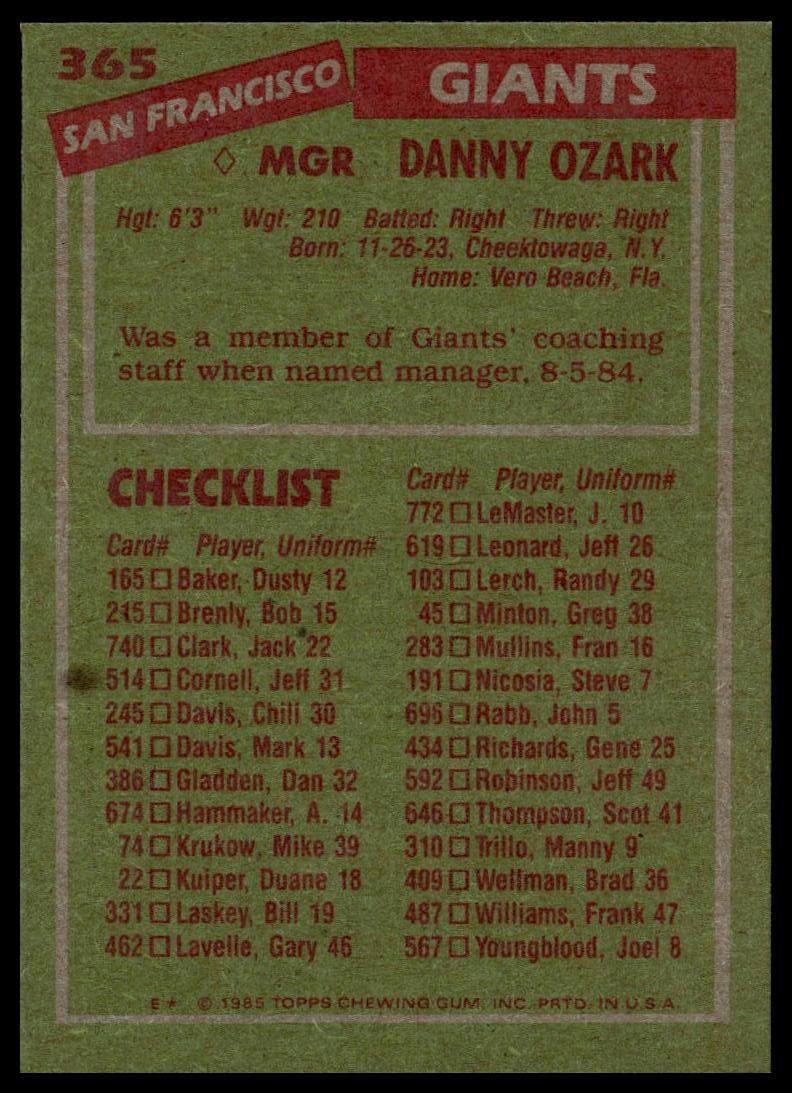 365
SAN FRANCISCO
GIANTS
◇ MGR DANNY OZARK
Hgt: 6'3" Wgt: 210 Batted: Right Threw: Right
Born: 11-26-23, Cheektowaga, N.Y.
Home: Vero Beach, Fla.
Was a member of Giants' coaching
staff when named manager, 8-5-84.
CHECKLIST
Card# Player, Uniform#
165 □ Baker, Dusty 12
215 □ Brenly, Bob 15
740 □ Clark, Jack 22
514 □ Cornell, Jeff 31
245 □ Davis, Chili 30
541 □ Davis, Mark 13
386 □ Gladden, Dan 32
674 □ Hammaker, A. 14
74 □ Krukow, Mike 39
22 □ Kuiper, Duane 18
331 □ Laskey, Bill 19
462 □ Lavelle, Gary 46
Card# Player, Uniform#
772 □ LeMaster, J. 10
619 □ Leonard, Jeff 26
103 □ Lerch, Randy 29
45 □ Minton, Greg 38
283 □ Mullins, Fran 16
191 □ Nicosia, Steve 7
696 □ Rabb, John 5
434 □ Richards, Gene 25
592 □ Robinson, Jeff 49
646 □ Thompson, Scot 41
310 □ Trillo, Manny 9
409 □ Wellman, Brad 36
487 □ Williams, Frank 47
567 □ Youngblood, Joel 8
E★ © 1985 TOPPS CHEWING GUM, INC. PRTD. IN U.S.A.